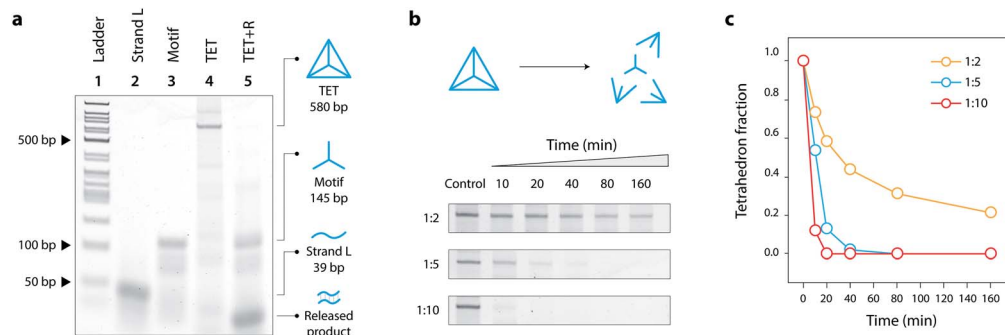 a
Ladder
Strand L
Motif
TET
TET+R
1 2 3 4 5
500 bp
100 bp
50 bp
TET
580 bp
Motif
145 bp
Strand L
39 bp
Released
product
b
Time (min)
Control 10 20 40 80 160
1:2
1:5
1:10
c
Tetrahedron fraction
1.0
0.8
0.6
0.4
0.2
0.0
1:2
1:5
1:10
0 20 40 60 80 100 120 140 160
Time (min)